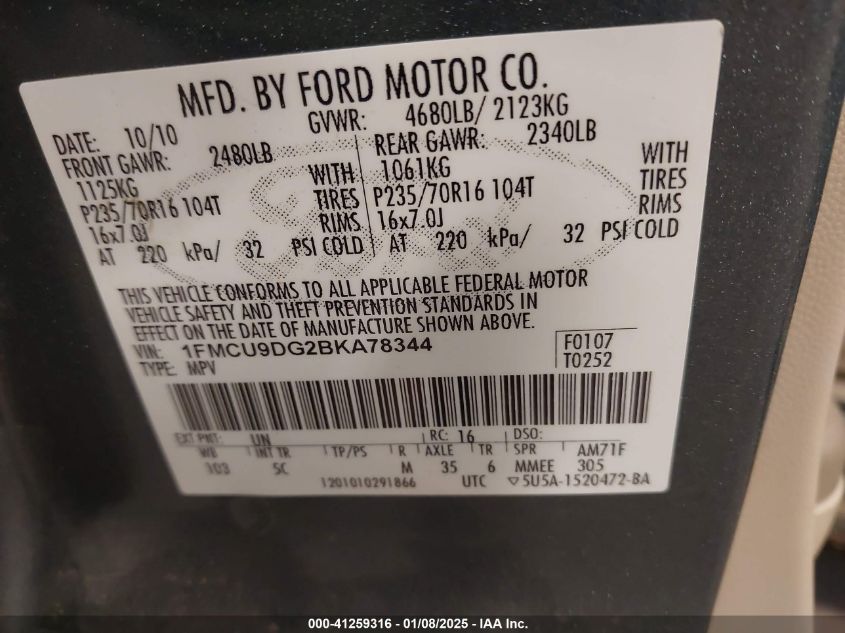 MFD. BY FORD MOTOR CO.
DATE: 10/10 GVWR: 4680LB/ 2123KG
FRONT GAWR: 2480LB REAR GAWR: 2340LB
1125KG WITH 1061KG WITH
P235/70R16 104T TIRES P235/70R16 104T TIRES
16x7.0J RIMS 16x7.0J RIMS
AT 220 kPa/ 32 PSI COLD AT 220 kPa/ 32 PSI COLD
THIS VEHICLE CONFORMS TO ALL APPLICABLE FEDERAL MOTOR
VEHICLE SAFETY AND THEFT PREVENTION STANDARDS IN
EFFECT ON THE DATE OF MANUFACTURE SHOWN ABOVE.
VIN: 1FMCU9DG2BKA78344 F0107
TYPE: MPV T0252
EXT PNT: UN RC: 16 DSO:
WB INT TR TP/PS R AXLE TR SPR AM71F
103 5C M 35 6 MMEE 305
1201010291866 UTC ▽5U5A-1520472-BA
000-41259316 - 01/08/2025 - IAA Inc.